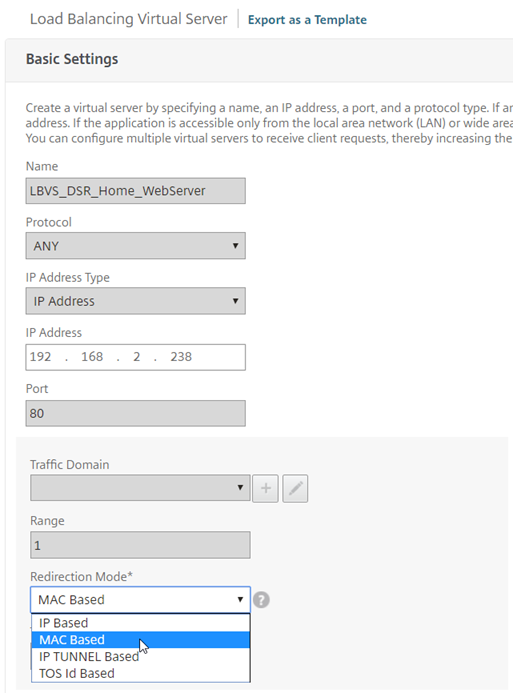 Load Balancing Virtual Server | Export as a Template
Basic Settings
Create a virtual server by specifying a name, an IP address, a port, and a protocol type. If an
address. If the application is accessible only from the local area network (LAN) or wide area
You can configure multiple virtual servers to receive client requests, thereby increasing the
Name
LBVS_DSR_Home_WebServer
Protocol
ANY
IP Address Type
IP Address
IP Address
192 . 168 . 2 . 238
Port
80
Traffic Domain
Range
1
Redirection Mode*
MAC Based
IP Based
MAC Based
IP TUNNEL Based
TOS Id Based